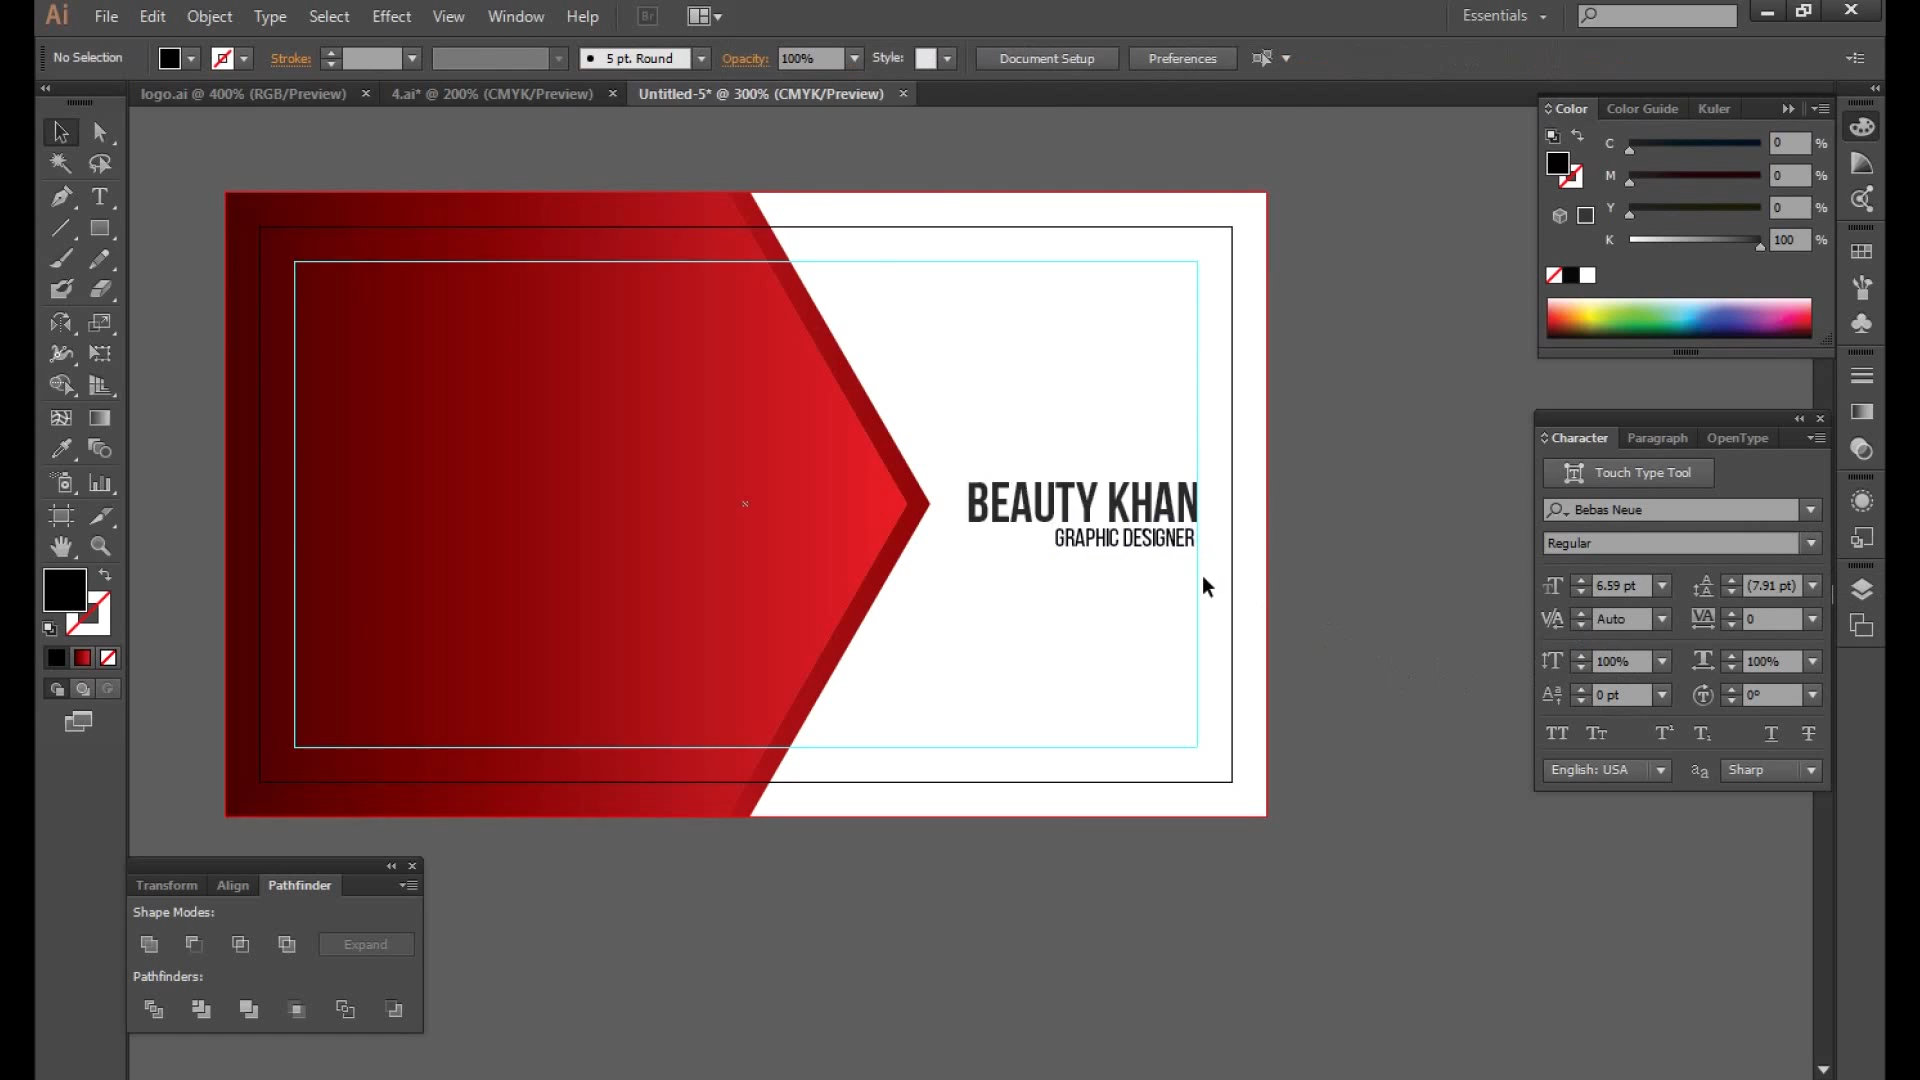 Ai File Edit Object Type Select Effect View Window Help Br Essentials
No Selection Stroke: 5 pt. Round Opacity: 100% Style: Document Setup Preferences
logo.ai @ 400% (RGB/Preview) × 4.ai* @ 200% (CMYK/Preview) × Untitled-5* @ 300% (CMYK/Preview) ×
Color Color Guide Kuler
C 0 %
M 0 %
Y 0 %
K 100 %
BEAUTY KHAN
GRAPHIC DESIGNER
Character Paragraph OpenType
Touch Type Tool
Bebas Neue
Regular
6.59 pt (7.91 pt)
Auto 0
100% 100%
0 pt 0°
English: USA Sharp
Transform Align Pathfinder
Shape Modes:
Expand
Pathfinders: